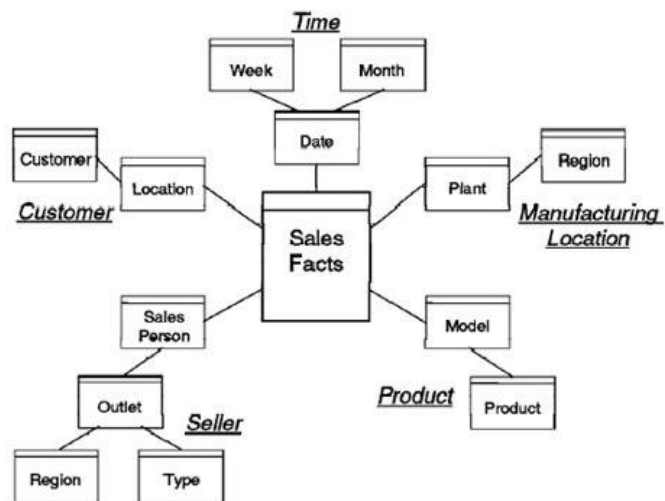 Time
Week
Month
Date
Customer
Location
Customer
Sales
Facts
Plant
Region
Manufacturing
Location
Sales
Person
Outlet
Seller
Region
Type
Model
Product
Product